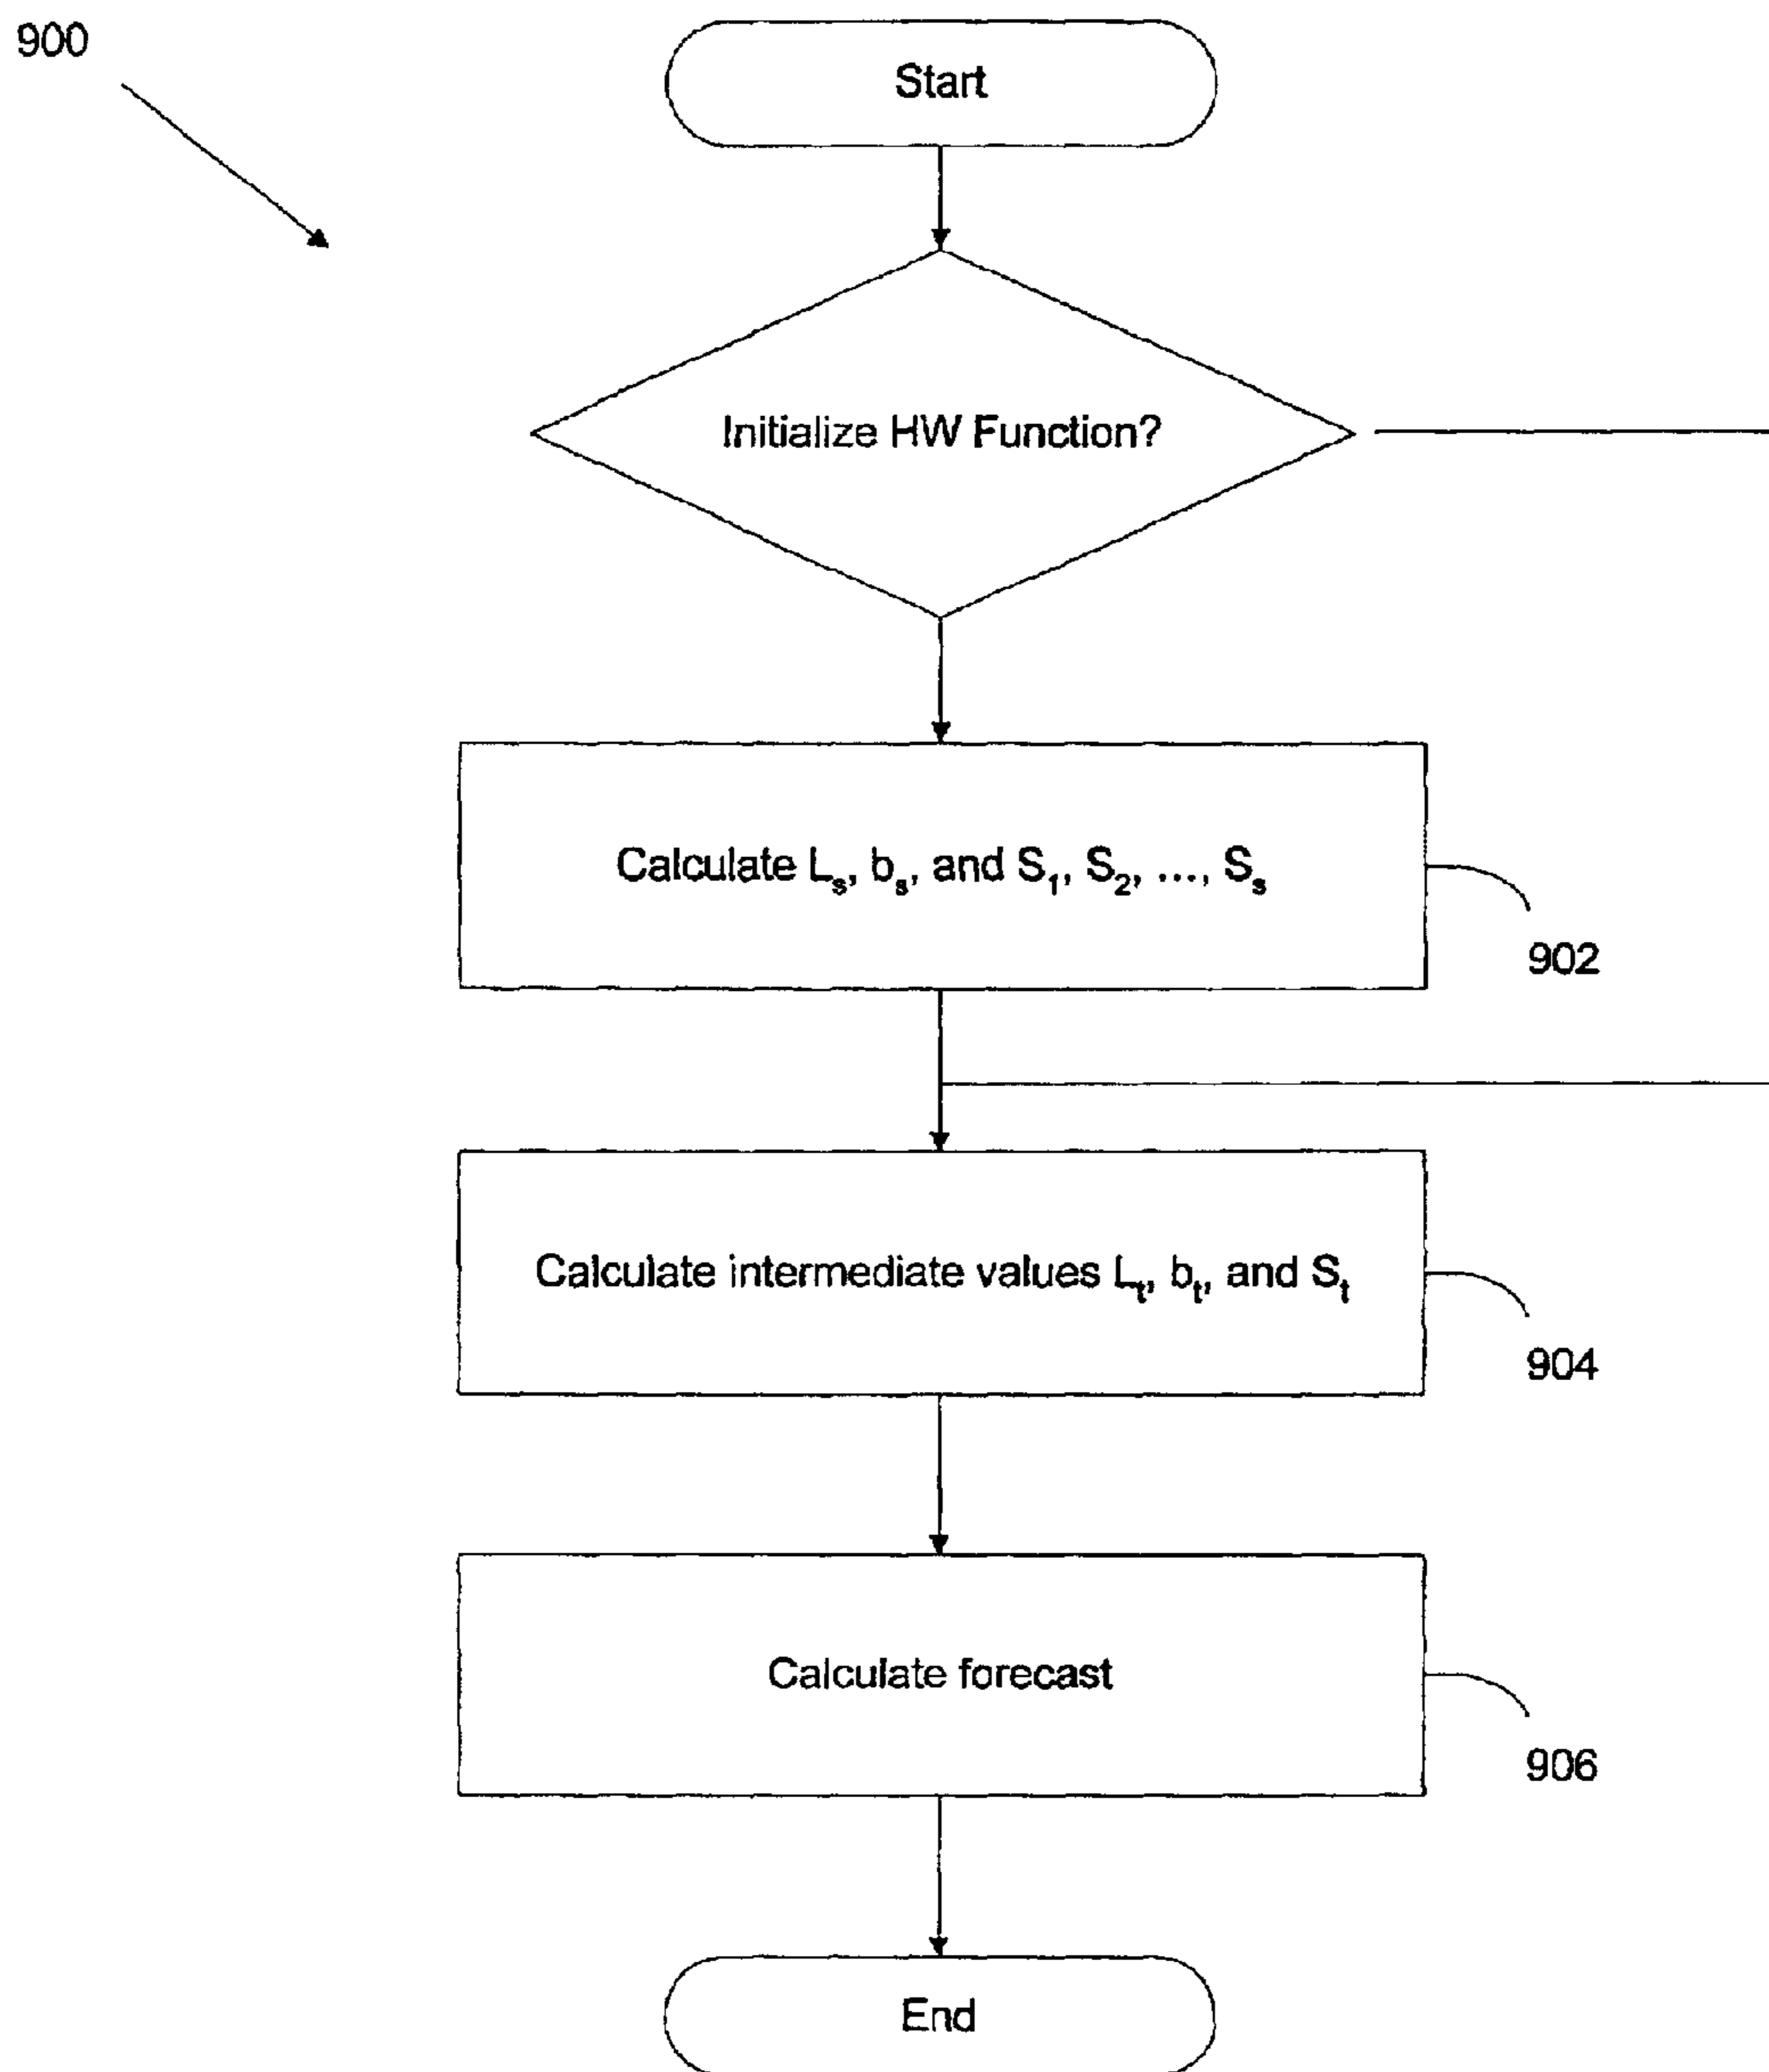 900
Start
Initialize HW Function?
Calculate Lₛ, bₛ, and S₁, S₂, ..., Sₛ
902
Calculate intermediate values Lₜ, bₜ, and Sₜ
904
Calculate forecast
906
End